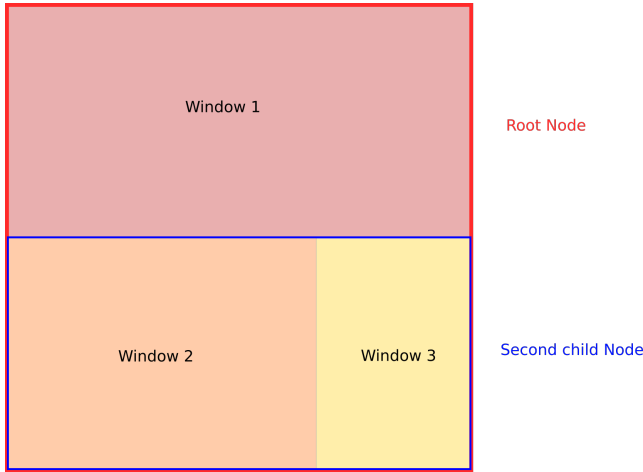 Window 1
Root Node
Window 2
Window 3
Second child Node